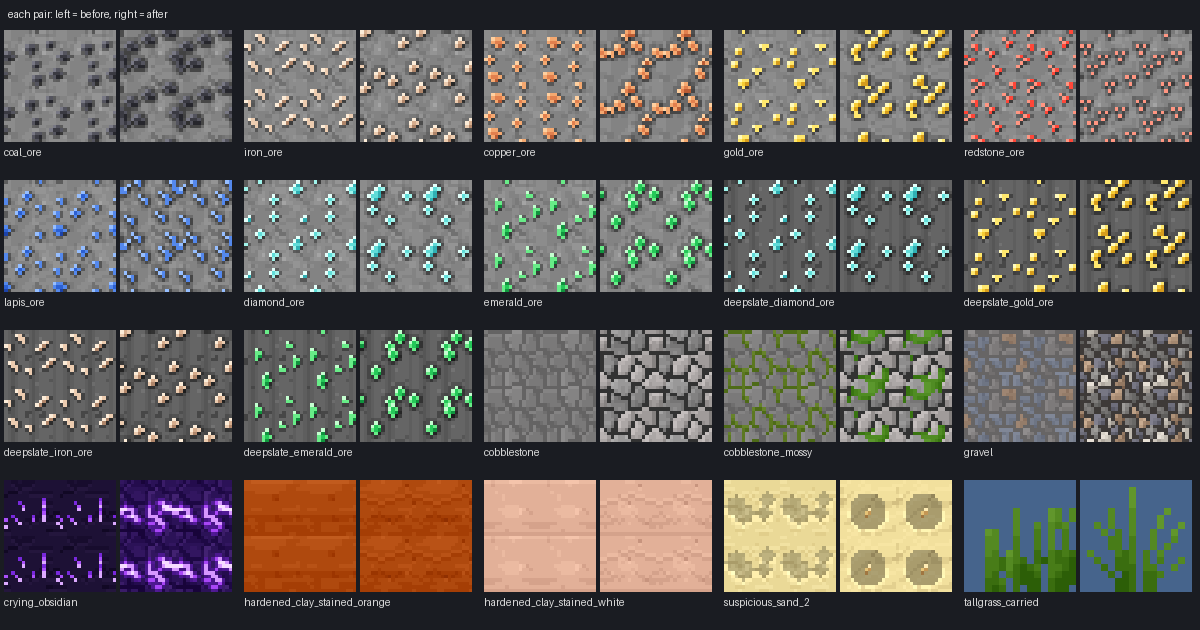 each pair: left = before, right = after
coal_ore
iron_ore
copper_ore
gold_ore
redstone_ore
lapis_ore
diamond_ore
emerald_ore
deepslate_diamond_ore
deepslate_gold_ore
deepslate_iron_ore
deepslate_emerald_ore
cobblestone
cobblestone_mossy
gravel
crying_obsidian
hardened_clay_stained_orange
hardened_clay_stained_white
suspicious_sand_2
tallgrass_carried